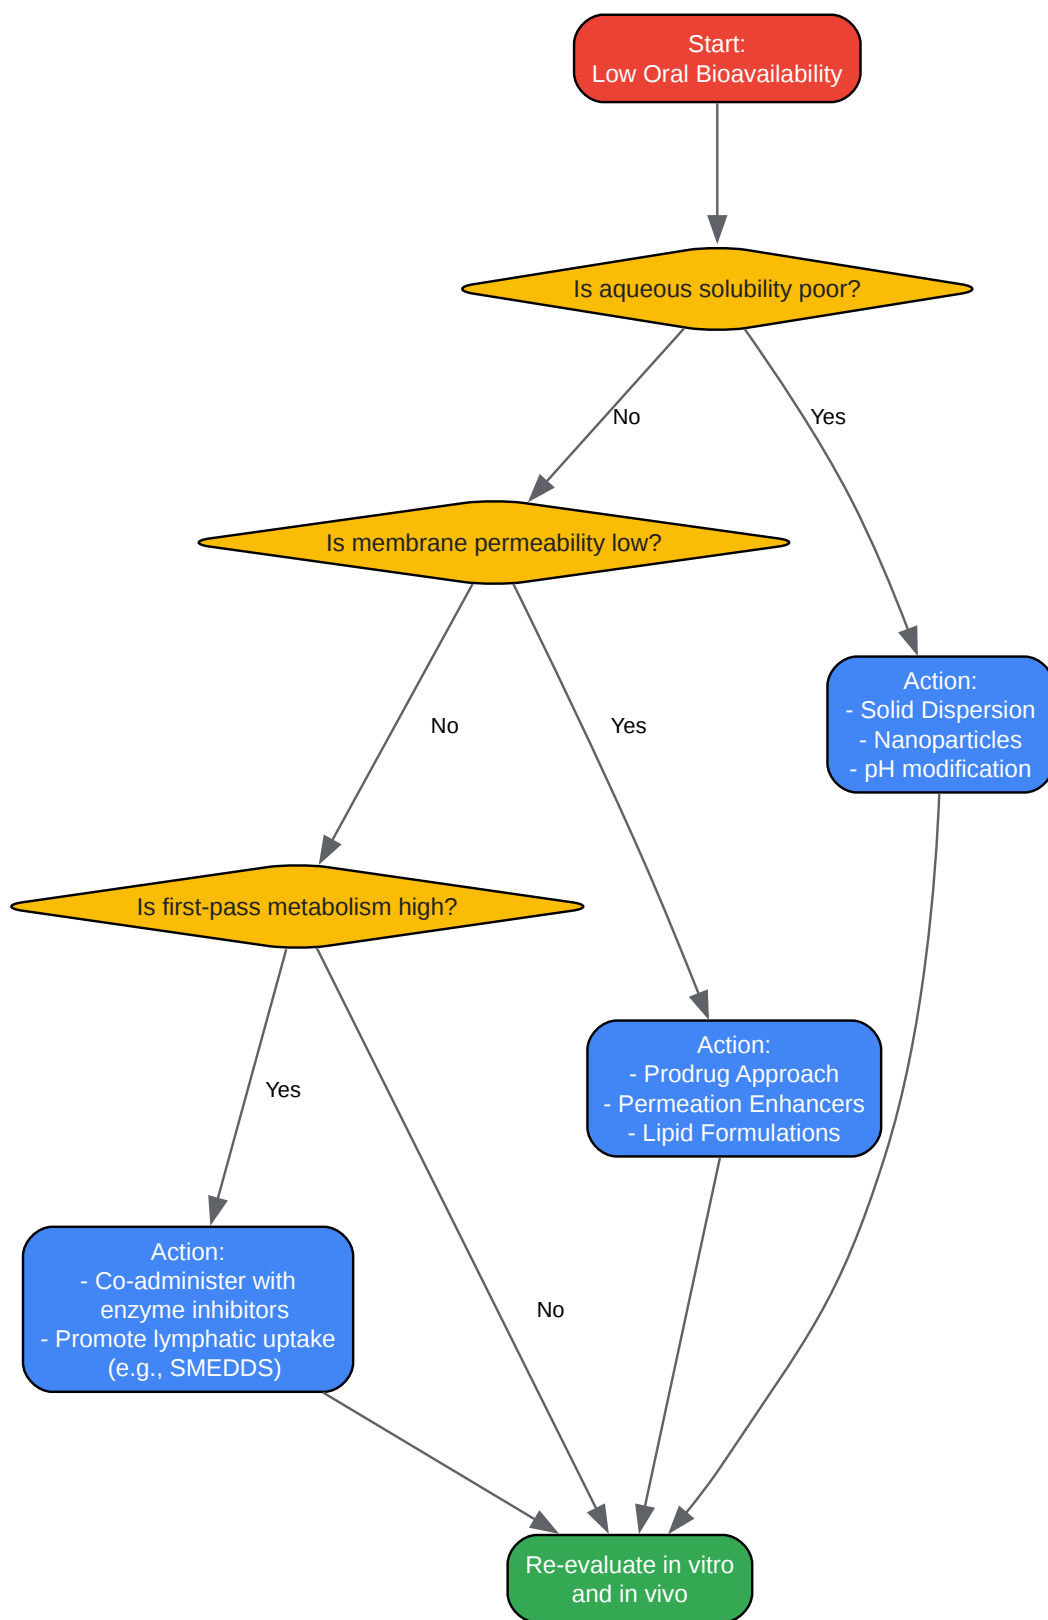 Start:
Low Oral Bioavailability
Is aqueous solubility poor?
No
Yes
Is membrane permeability low?
No
Yes
Action:
- Solid Dispersion
- Nanoparticles
- pH modification
Is first-pass metabolism high?
Yes
No
Action:
- Prodrug Approach
- Permeation Enhancers
- Lipid Formulations
Action:
- Co-administer with
enzyme inhibitors
- Promote lymphatic uptake
(e.g., SMEDDS)
Re-evaluate in vitro
and in vivo